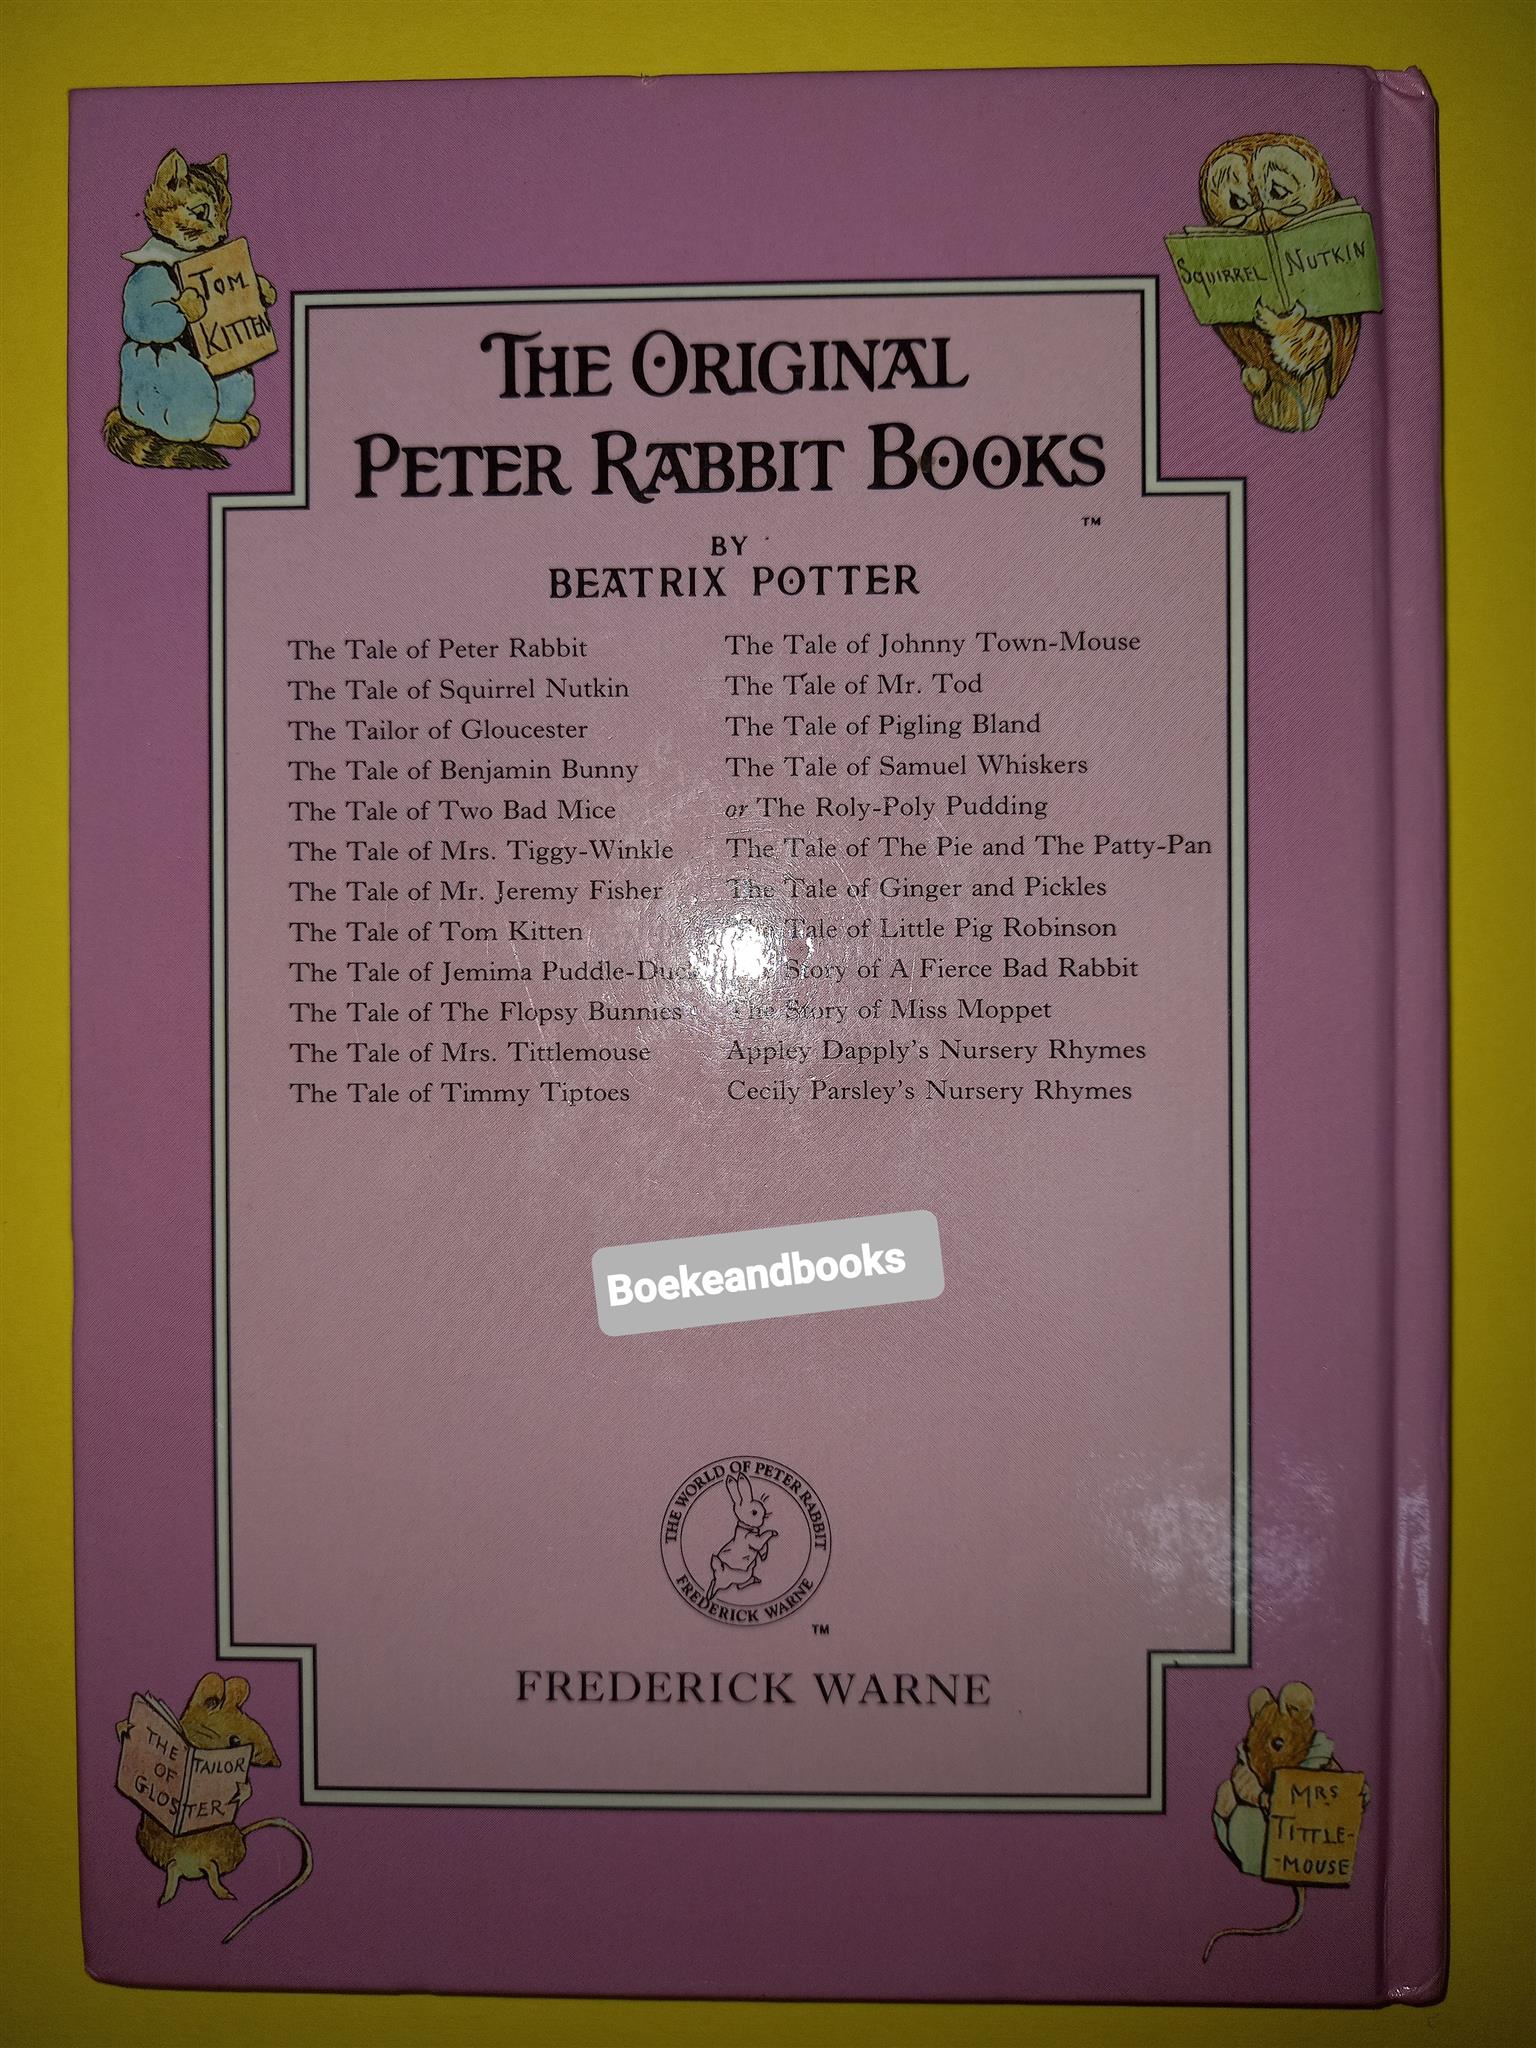 TOM
KITTEN
SQUIRREL NUTKIN
THE ORIGINAL
PETER RABBIT BOOKS
TM
BY
BEATRIX POTTER
The Tale of Peter Rabbit
The Tale of Squirrel Nutkin
The Tailor of Gloucester
The Tale of Benjamin Bunny
The Tale of Two Bad Mice
The Tale of Mrs. Tiggy-Winkle
The Tale of Mr. Jeremy Fisher
The Tale of Tom Kitten
The Tale of Jemima Puddle-Duck
The Tale of The Flopsy Bunnies
The Tale of Mrs. Tittlemouse
The Tale of Timmy Tiptoes
The Tale of Johnny Town-Mouse
The Tale of Mr. Tod
The Tale of Pigling Bland
The Tale of Samuel Whiskers
or The Roly-Poly Pudding
The Tale of The Pie and The Patty-Pan
The Tale of Ginger and Pickles
The Tale of Little Pig Robinson
Story of A Fierce Bad Rabbit
The Story of Miss Moppet
Appley Dapply's Nursery Rhymes
Cecily Parsley's Nursery Rhymes
Boekeandbooks
THE WORLD OF PETER RABBIT
FREDERICK WARNE
TM
FREDERICK WARNE
THE TAILOR
OF
GLOSTER
MRS
TITTLE-
-MOUSE